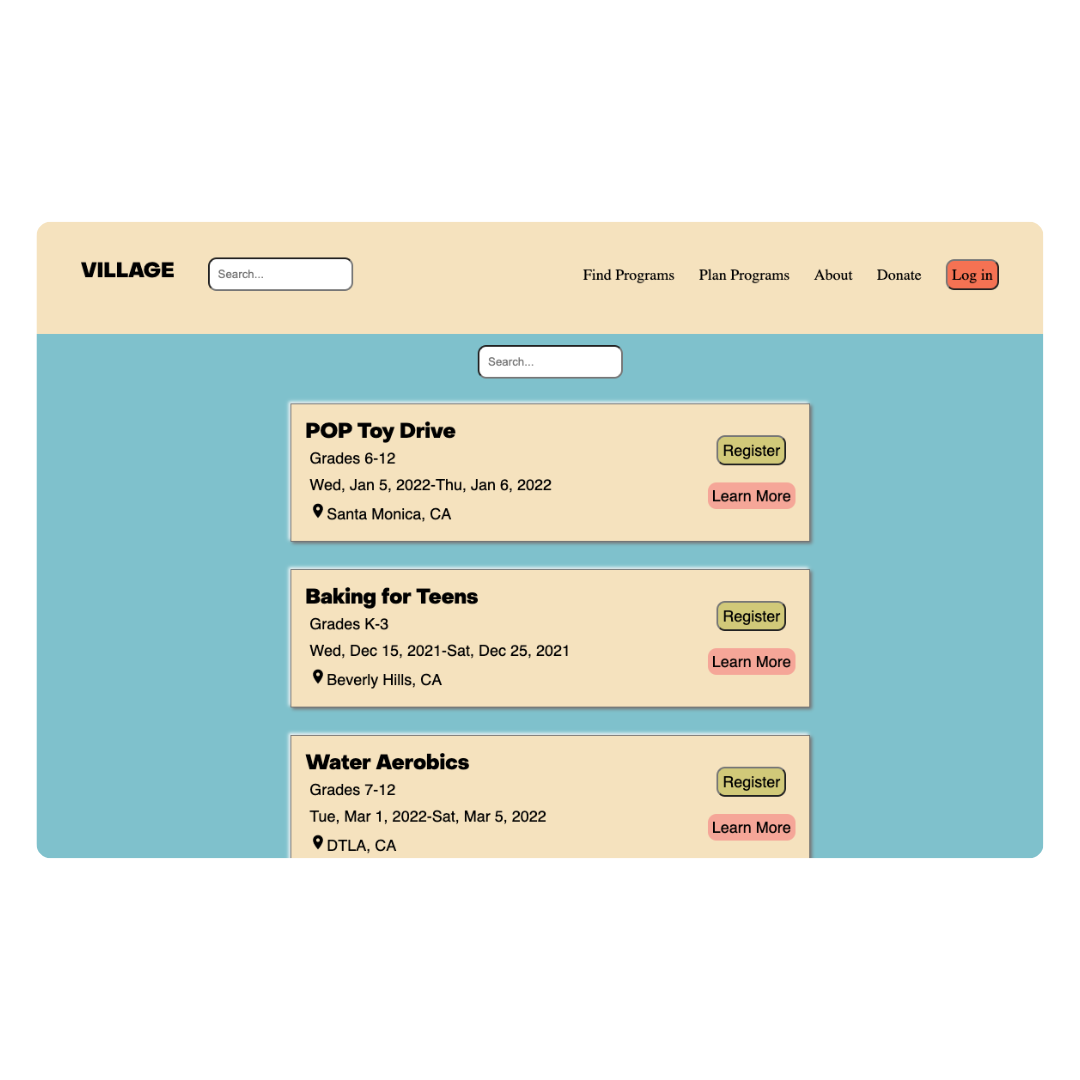 VILLAGE
Search...
Find Programs
Plan Programs
About
Donate
Log in
Search...
POP Toy Drive
Grades 6-12
Wed, Jan 5, 2022-Thu, Jan 6, 2022
Santa Monica, CA
Register
Learn More
Baking for Teens
Grades K-3
Wed, Dec 15, 2021-Sat, Dec 25, 2021
Beverly Hills, CA
Register
Learn More
Water Aerobics
Grades 7-12
Tue, Mar 1, 2022-Sat, Mar 5, 2022
DTLA, CA
Register
Learn More